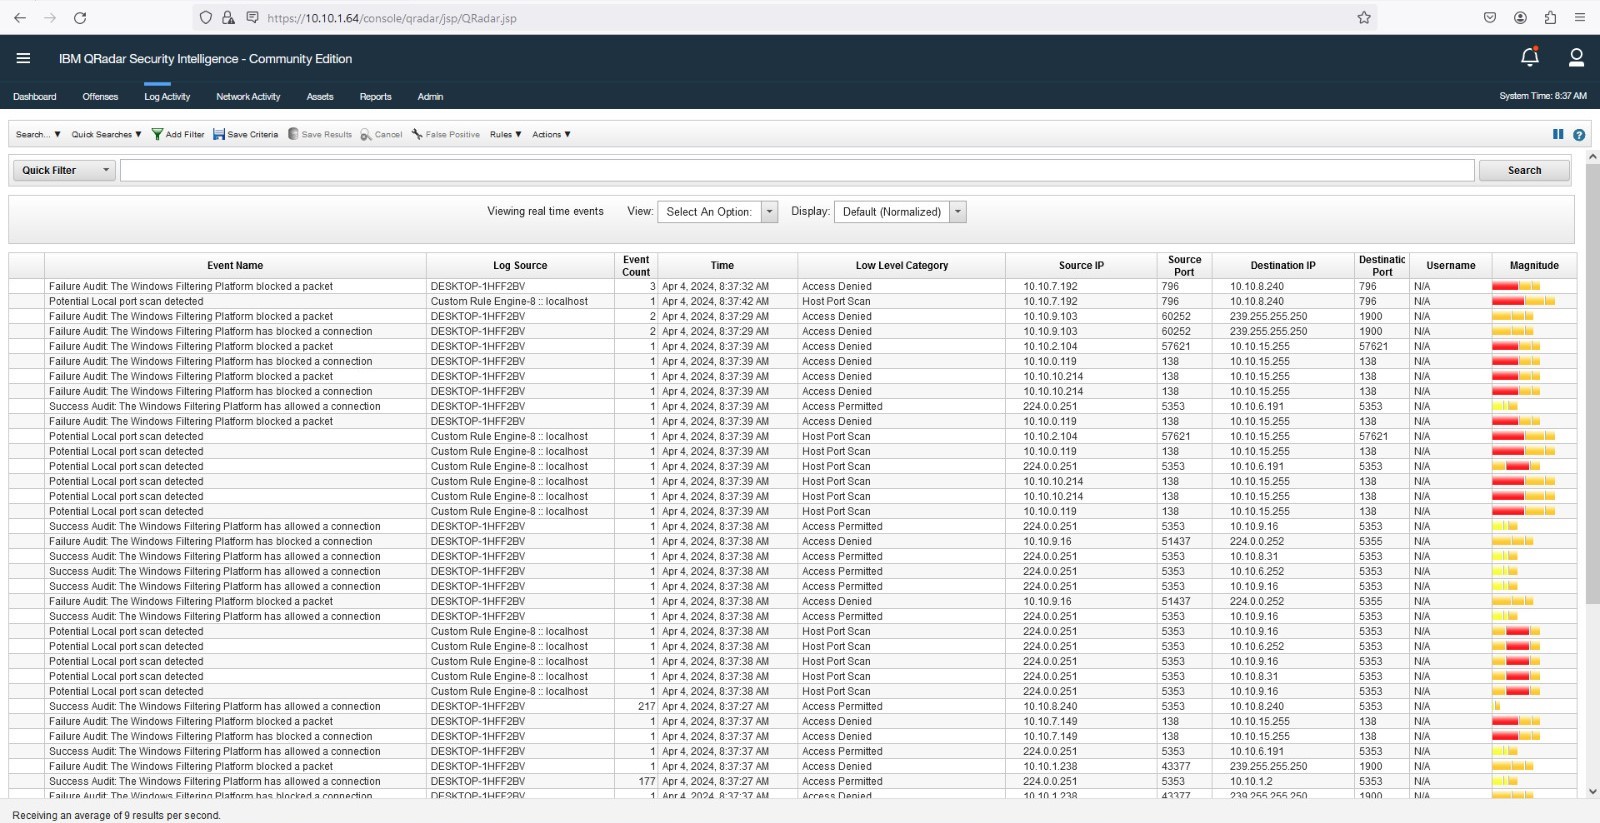 https://10.10.1.64/console/qradar/jsp/QRadar.jsp
IBM QRadar Security Intelligence - Community Edition
Dashboard Offenses Log Activity Network Activity Assets Reports Admin System Time: 8:37 AM
Search... ▼ Quick Searches ▼ Add Filter Save Criteria Save Results Cancel False Positive Rules ▼ Actions ▼
Quick Filter Search
Viewing real time events View: Select An Option: Display: Default (Normalized)
Event Name Log Source Event Count Time Low Level Category Source IP Source Port Destination IP Destinatic Port Username Magnitude
Failure Audit: The Windows Filtering Platform blocked a packet DESKTOP-1HFF2BV 3 Apr 4, 2024, 8:37:32 AM Access Denied 10.10.7.192 796 10.10.8.240 796 N/A
Potential Local port scan detected Custom Rule Engine-8 :: localhost 1 Apr 4, 2024, 8:37:42 AM Host Port Scan 10.10.7.192 796 10.10.8.240 796 N/A
Failure Audit: The Windows Filtering Platform blocked a packet DESKTOP-1HFF2BV 2 Apr 4, 2024, 8:37:29 AM Access Denied 10.10.9.103 60252 239.255.255.250 1900 N/A
Failure Audit: The Windows Filtering Platform has blocked a connection DESKTOP-1HFF2BV 2 Apr 4, 2024, 8:37:29 AM Access Denied 10.10.9.103 60252 239.255.255.250 1900 N/A
Failure Audit: The Windows Filtering Platform blocked a packet DESKTOP-1HFF2BV 1 Apr 4, 2024, 8:37:39 AM Access Denied 10.10.2.104 57621 10.10.15.255 57621 N/A
Failure Audit: The Windows Filtering Platform has blocked a connection DESKTOP-1HFF2BV 1 Apr 4, 2024, 8:37:39 AM Access Denied 10.10.0.119 138 10.10.15.255 138 N/A
Failure Audit: The Windows Filtering Platform blocked a packet DESKTOP-1HFF2BV 1 Apr 4, 2024, 8:37:39 AM Access Denied 10.10.10.214 138 10.10.15.255 138 N/A
Failure Audit: The Windows Filtering Platform has blocked a connection DESKTOP-1HFF2BV 1 Apr 4, 2024, 8:37:39 AM Access Denied 10.10.10.214 138 10.10.15.255 138 N/A
Success Audit: The Windows Filtering Platform has allowed a connection DESKTOP-1HFF2BV 1 Apr 4, 2024, 8:37:39 AM Access Permitted 224.0.0.251 5353 10.10.6.191 5353 N/A
Failure Audit: The Windows Filtering Platform blocked a packet DESKTOP-1HFF2BV 1 Apr 4, 2024, 8:37:39 AM Access Denied 10.10.0.119 138 10.10.15.255 138 N/A
Potential Local port scan detected Custom Rule Engine-8 :: localhost 1 Apr 4, 2024, 8:37:39 AM Host Port Scan 10.10.2.104 57621 10.10.15.255 57621 N/A
Potential Local port scan detected Custom Rule Engine-8 :: localhost 1 Apr 4, 2024, 8:37:39 AM Host Port Scan 10.10.0.119 138 10.10.15.255 138 N/A
Potential Local port scan detected Custom Rule Engine-8 :: localhost 1 Apr 4, 2024, 8:37:39 AM Host Port Scan 224.0.0.251 5353 10.10.6.191 5353 N/A
Potential Local port scan detected Custom Rule Engine-8 :: localhost 1 Apr 4, 2024, 8:37:39 AM Host Port Scan 10.10.10.214 138 10.10.15.255 138 N/A
Potential Local port scan detected Custom Rule Engine-8 :: localhost 1 Apr 4, 2024, 8:37:39 AM Host Port Scan 10.10.10.214 138 10.10.15.255 138 N/A
Potential Local port scan detected Custom Rule Engine-8 :: localhost 1 Apr 4, 2024, 8:37:39 AM Host Port Scan 10.10.0.119 138 10.10.15.255 138 N/A
Success Audit: The Windows Filtering Platform has allowed a connection DESKTOP-1HFF2BV 1 Apr 4, 2024, 8:37:38 AM Access Permitted 224.0.0.251 5353 10.10.9.16 5353 N/A
Failure Audit: The Windows Filtering Platform has blocked a connection DESKTOP-1HFF2BV 1 Apr 4, 2024, 8:37:38 AM Access Denied 10.10.9.16 51437 224.0.0.252 5355 N/A
Success Audit: The Windows Filtering Platform has allowed a connection DESKTOP-1HFF2BV 1 Apr 4, 2024, 8:37:38 AM Access Permitted 224.0.0.251 5353 10.10.8.31 5353 N/A
Success Audit: The Windows Filtering Platform has allowed a connection DESKTOP-1HFF2BV 1 Apr 4, 2024, 8:37:38 AM Access Permitted 224.0.0.251 5353 10.10.6.252 5353 N/A
Success Audit: The Windows Filtering Platform has allowed a connection DESKTOP-1HFF2BV 1 Apr 4, 2024, 8:37:38 AM Access Permitted 224.0.0.251 5353 10.10.9.16 5353 N/A
Failure Audit: The Windows Filtering Platform blocked a packet DESKTOP-1HFF2BV 1 Apr 4, 2024, 8:37:38 AM Access Denied 10.10.9.16 51437 224.0.0.252 5355 N/A
Success Audit: The Windows Filtering Platform has allowed a connection DESKTOP-1HFF2BV 1 Apr 4, 2024, 8:37:38 AM Access Permitted 224.0.0.251 5353 10.10.9.16 5353 N/A
Potential Local port scan detected Custom Rule Engine-8 :: localhost 1 Apr 4, 2024, 8:37:38 AM Host Port Scan 224.0.0.251 5353 10.10.9.16 5353 N/A
Potential Local port scan detected Custom Rule Engine-8 :: localhost 1 Apr 4, 2024, 8:37:38 AM Host Port Scan 224.0.0.251 5353 10.10.6.252 5353 N/A
Potential Local port scan detected Custom Rule Engine-8 :: localhost 1 Apr 4, 2024, 8:37:38 AM Host Port Scan 224.0.0.251 5353 10.10.9.16 5353 N/A
Potential Local port scan detected Custom Rule Engine-8 :: localhost 1 Apr 4, 2024, 8:37:38 AM Host Port Scan 224.0.0.251 5353 10.10.8.31 5353 N/A
Potential Local port scan detected Custom Rule Engine-8 :: localhost 1 Apr 4, 2024, 8:37:38 AM Host Port Scan 224.0.0.251 5353 10.10.9.16 5353 N/A
Success Audit: The Windows Filtering Platform has allowed a connection DESKTOP-1HFF2BV 217 Apr 4, 2024, 8:37:27 AM Access Permitted 10.10.8.240 5353 10.10.8.240 5353 N/A
Failure Audit: The Windows Filtering Platform blocked a packet DESKTOP-1HFF2BV 1 Apr 4, 2024, 8:37:37 AM Access Denied 10.10.7.149 138 10.10.15.255 138 N/A
Failure Audit: The Windows Filtering Platform has blocked a connection DESKTOP-1HFF2BV 1 Apr 4, 2024, 8:37:37 AM Access Denied 10.10.7.149 138 10.10.15.255 138 N/A
Success Audit: The Windows Filtering Platform has allowed a connection DESKTOP-1HFF2BV 1 Apr 4, 2024, 8:37:37 AM Access Permitted 224.0.0.251 5353 10.10.6.191 5353 N/A
Failure Audit: The Windows Filtering Platform blocked a packet DESKTOP-1HFF2BV 1 Apr 4, 2024, 8:37:37 AM Access Denied 10.10.1.238 43377 239.255.255.250 1900 N/A
Success Audit: The Windows Filtering Platform has allowed a connection DESKTOP-1HFF2BV 177 Apr 4, 2024, 8:37:27 AM Access Permitted 224.0.0.251 5353 10.10.1.2 5353 N/A
Failure Audit: The Windows Filtering Platform has blocked a connection DESKTOP-1HFF2BV 1 Apr 4, 2024, 8:37:37 AM Access Denied 10.10.1.238 43377 239.255.255.250 1900 N/A
Receiving an average of 9 results per second.